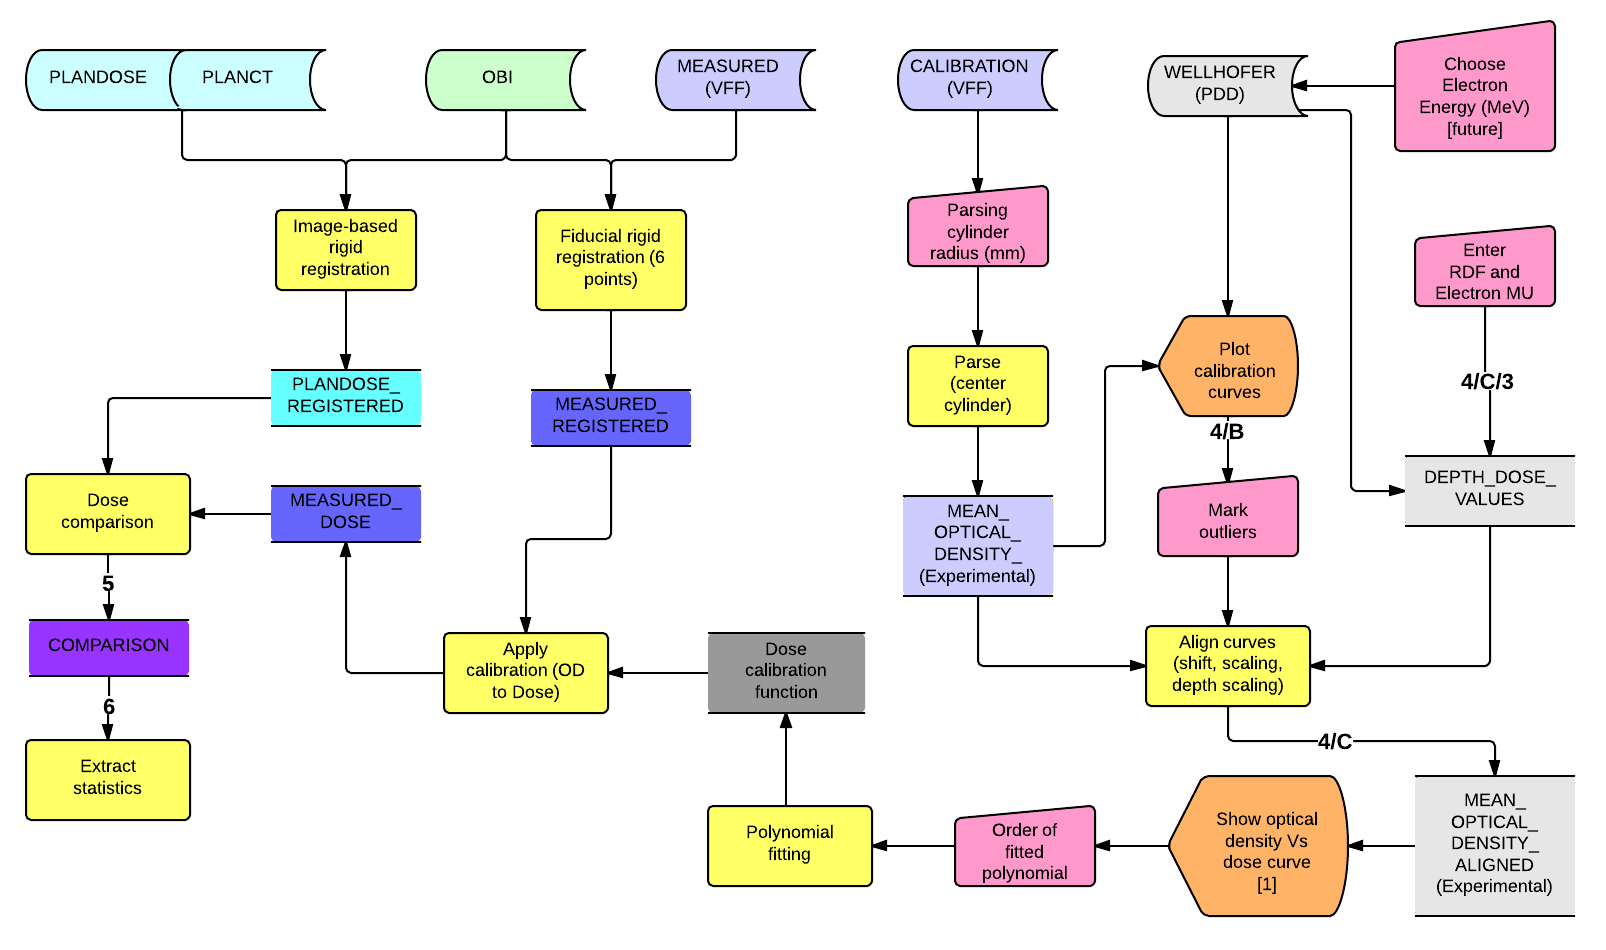 PLANDOSE
PLANCT
OBI
MEASURED
(VFF)
CALIBRATION
(VFF)
WELLHOFER
(PDD)
Choose
Electron
Energy (MeV)
[future]
Parsing
cylinder
radius (mm)
Image-based
rigid
registration
Fiducial rigid
registration (6
points)
Enter
RDF and
Electron MU
Parse
(center
cylinder)
Plot
calibration
curves
4/C/3
PLANDOSE_
REGISTERED
MEASURED_
REGISTERED
4/B
DEPTH_DOSE_
VALUES
Dose
comparison
MEASURED_
DOSE
MEAN_
OPTICAL_
DENSITY_
(Experimental)
Mark
outliers
5
COMPARISON
Apply
calibration (OD
to Dose)
Dose
calibration
function
Align curves
(shift, scaling,
depth scaling)
6
4/C
Extract
statistics
Polynomial
fitting
Order of
fitted
polynomial
Show optical
density Vs
dose curve
[1]
MEAN_
OPTICAL_
DENSITY_
ALIGNED
(Experimental)